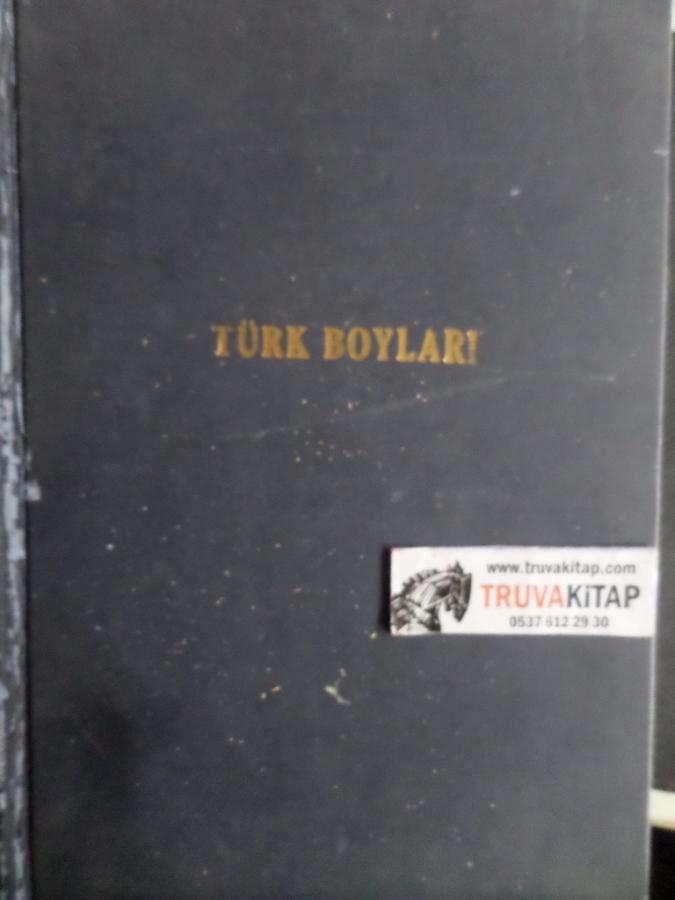 TÜRK BOYLARI
www.truvakitap.com
TRUVAKiTAP
0537 612 29 30